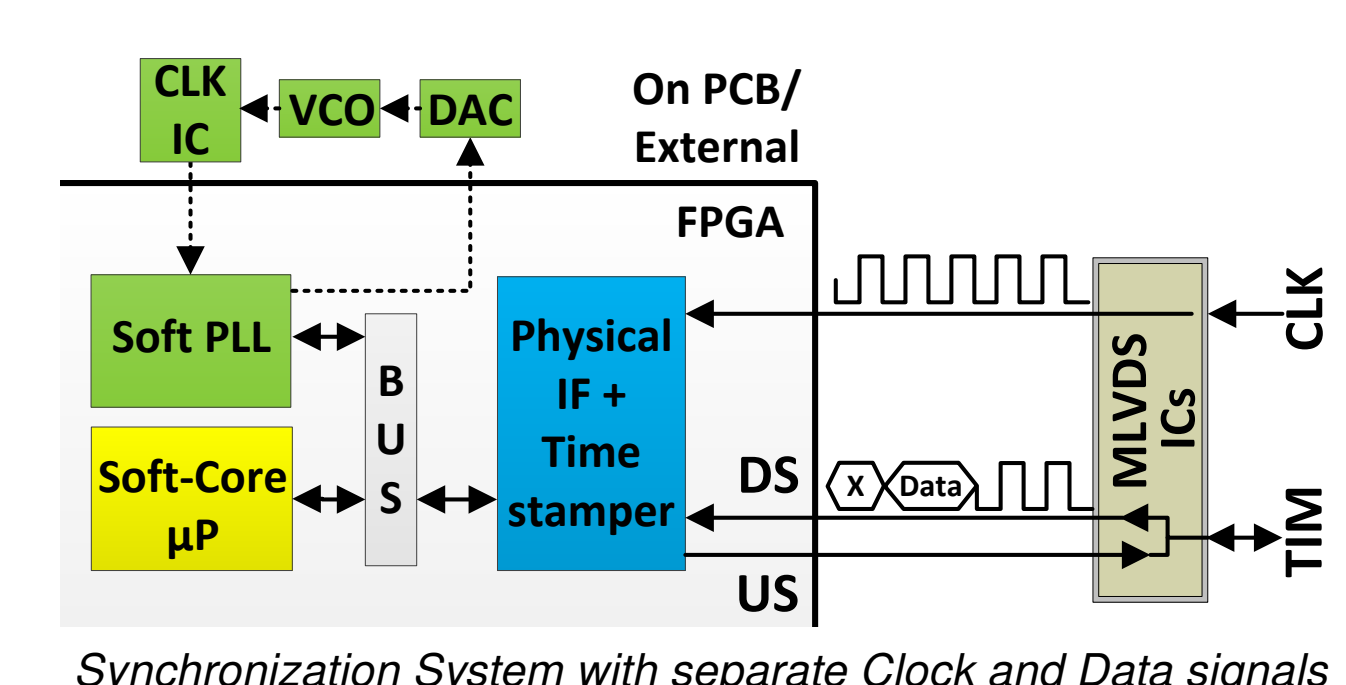 CLK
IC
VCO
DAC
On PCB/
External
FPGA
Soft PLL
Soft-Core
µP
B
U
S
Physical
IF +
Time
stamper
DS
US
X
Data
MLVDS
ICs
CLK
TIM
Synchronization System with separate Clock and Data signals